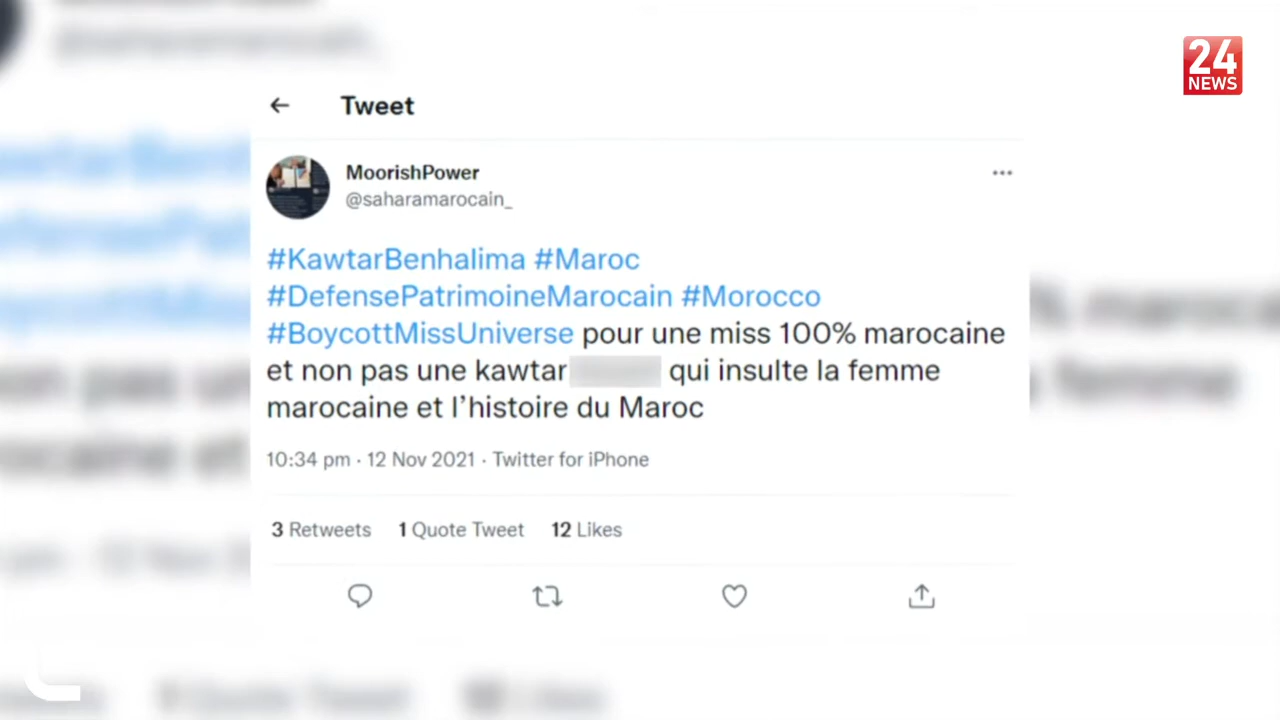 24
NEWS
Tweet
MoorishPower
@saharamarocain_
#KawtarBenhalima #Maroc
#DefensePatrimoineMarocain #Morocco
#BoycottMissUniverse pour une miss 100% marocaine
et non pas une kawtar qui insulte la femme
marocaine et l’histoire du Maroc
10:34 pm · 12 Nov 2021 · Twitter for iPhone
3 Retweets 1 Quote Tweet 12 Likes